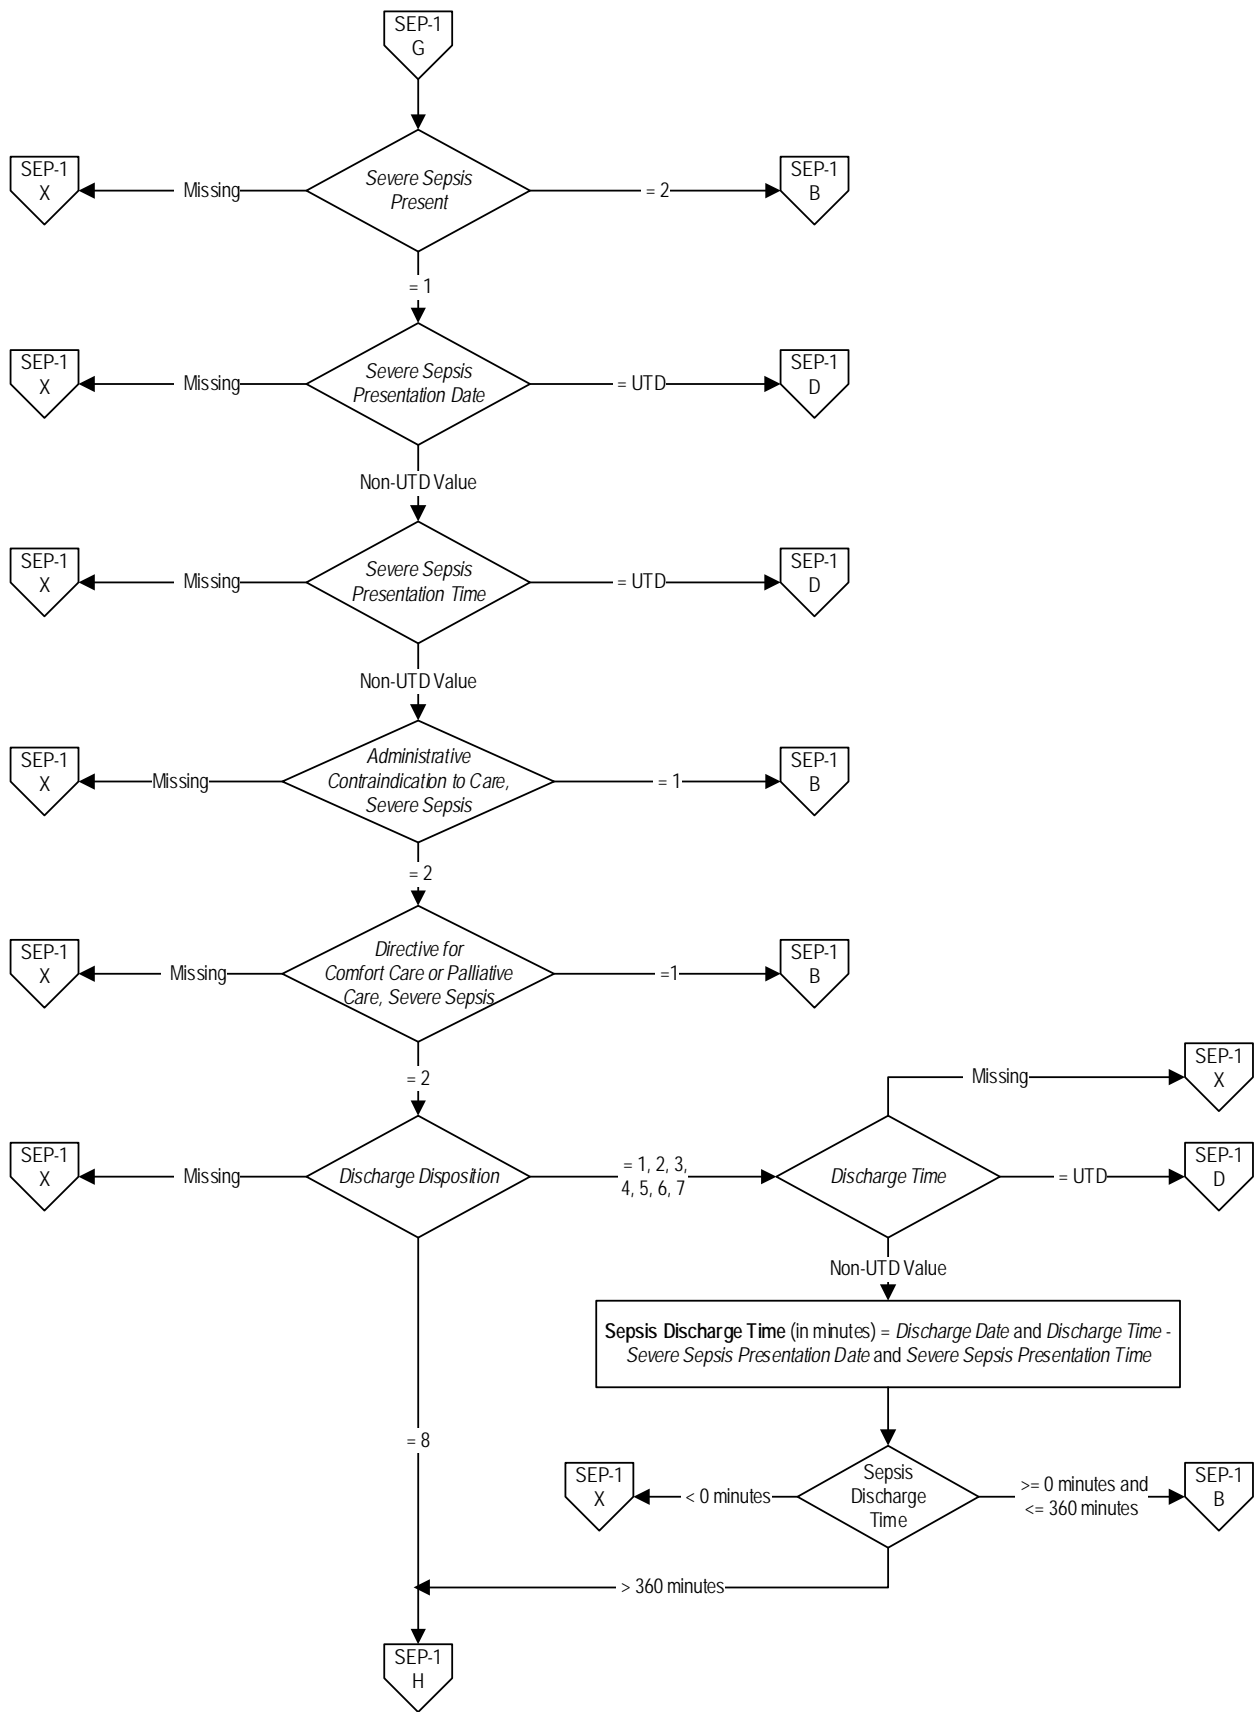 SEP-1
G
SEP-1
X
Missing
Severe Sepsis
Present
= 2
SEP-1
B
= 1
SEP-1
X
Missing
Severe Sepsis
Presentation Date
= UTD
SEP-1
D
Non-UTD Value
SEP-1
X
Missing
Severe Sepsis
Presentation Time
= UTD
SEP-1
D
Non-UTD Value
SEP-1
X
Missing
Administrative
Contraindication to Care,
Severe Sepsis
= 1
SEP-1
B
= 2
SEP-1
X
Missing
Directive for
Comfort Care or Palliative
Care, Severe Sepsis
=1
SEP-1
B
= 2
SEP-1
X
Missing
Discharge Disposition
= 1, 2, 3,
4, 5, 6, 7
Discharge Time
Missing
SEP-1
X
= UTD
SEP-1
D
Non-UTD Value
Sepsis Discharge Time (in minutes) = Discharge Date and Discharge Time -
Severe Sepsis Presentation Date and Severe Sepsis Presentation Time
= 8
SEP-1
X
< 0 minutes
Sepsis
Discharge
Time
>= 0 minutes and
<= 360 minutes
SEP-1
B
> 360 minutes
SEP-1
H